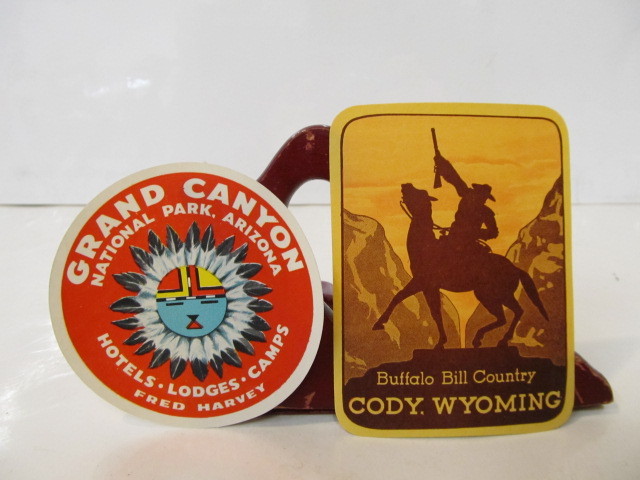 GRAND CANYON
NATIONAL PARK, ARIZONA
HOTELS · LODGES · CAMPS
FRED HARVEY
Buffalo Bill Country
CODY, WYOMING